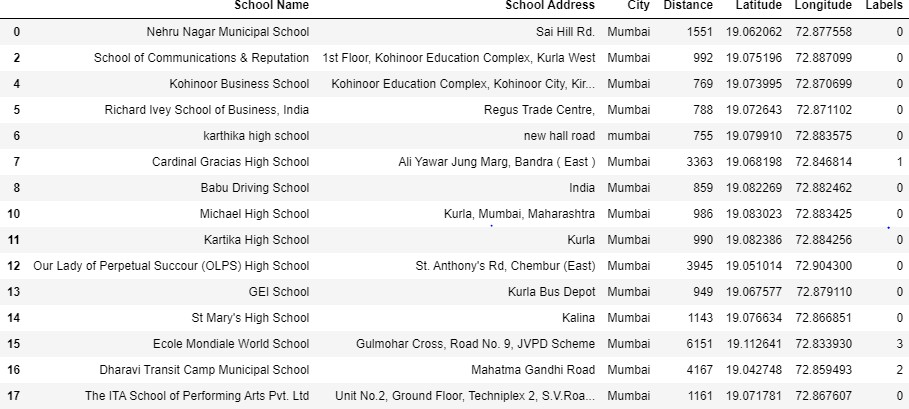 School Name School Address City Distance Latitude Longitude Labels
0 Nehru Nagar Municipal School Sai Hill Rd. Mumbai 1551 19.062062 72.877558 0
2 School of Communications & Reputation 1st Floor, Kohinoor Education Complex, Kurla West Mumbai 992 19.075196 72.887099 0
4 Kohinoor Business School Kohinoor Education Complex, Kohinoor City, Kir... Mumbai 769 19.073995 72.870699 0
5 Richard Ivey School of Business, India Regus Trade Centre, Mumbai 788 19.072643 72.871102 0
6 karthika high school new hall road mumbai 755 19.079910 72.883575 0
7 Cardinal Gracias High School Ali Yawar Jung Marg, Bandra ( East ) Mumbai 3363 19.068198 72.846814 1
8 Babu Driving School India Mumbai 859 19.082269 72.882462 0
10 Michael High School Kurla, Mumbai, Maharashtra Mumbai 986 19.083023 72.883425 0
11 Kartika High School Kurla Mumbai 990 19.082386 72.884256 0
12 Our Lady of Perpetual Succour (OLPS) High School St. Anthony's Rd, Chembur (East) Mumbai 3945 19.051014 72.904300 0
13 GEI School Kurla Bus Depot Mumbai 949 19.067577 72.879110 0
14 St Mary's High School Kalina Mumbai 1143 19.076634 72.866851 0
15 Ecole Mondiale World School Gulmohar Cross, Road No. 9, JVPD Scheme Mumbai 6151 19.112641 72.833930 3
16 Dharavi Transit Camp Municipal School Mahatma Gandhi Road Mumbai 4167 19.042748 72.859493 2
17 The ITA School of Performing Arts Pvt. Ltd Unit No.2, Ground Floor, Techniplex 2, S.V.Roa... Mumbai 1161 19.071781 72.867607 0